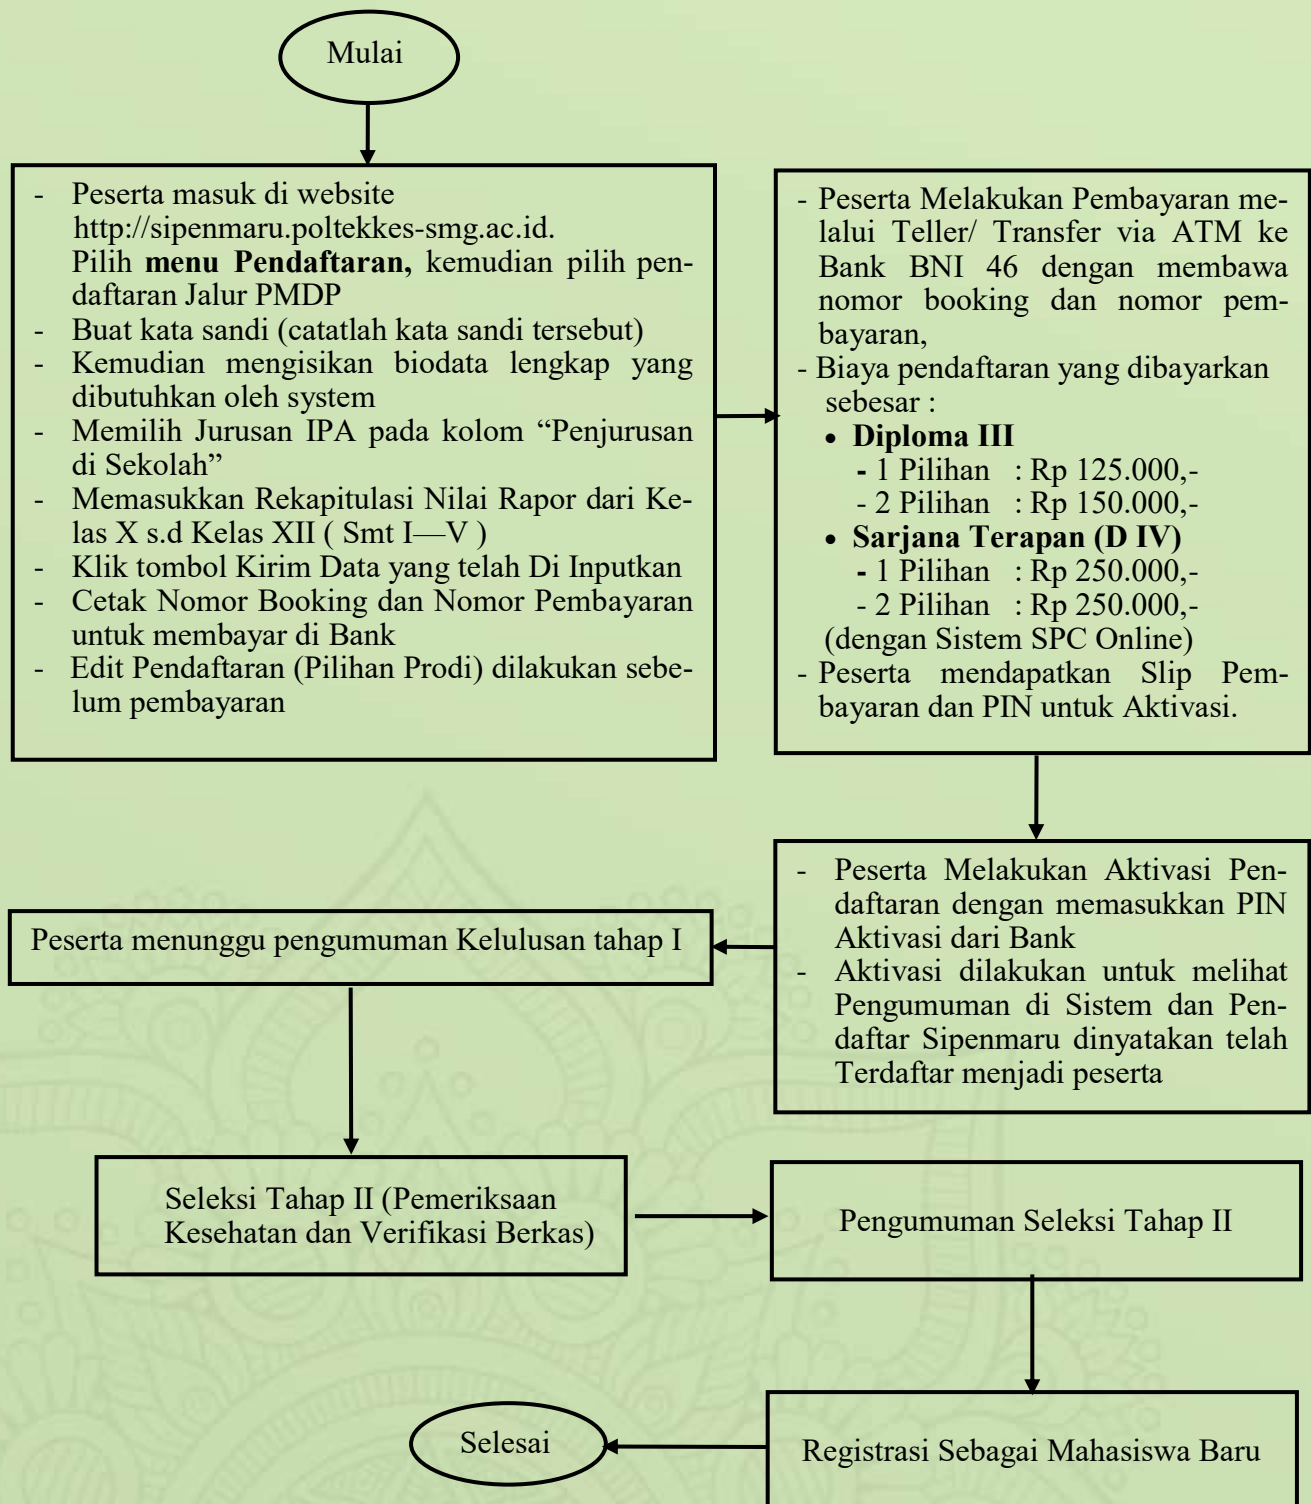 Mulai
- Peserta masuk di website
http://sipenmaru.poltekkes-smg.ac.id.
Pilih menu Pendaftaran, kemudian pilih pen-
daftaran Jalur PMDP
- Buat kata sandi (catatlah kata sandi tersebut)
- Kemudian mengisikan biodata lengkap yang
dibutuhkan oleh system
- Memilih Jurusan IPA pada kolom “Penjurusan
di Sekolah”
- Memasukkan Rekapitulasi Nilai Rapor dari Ke-
las X s.d Kelas XII ( Smt I—V )
- Klik tombol Kirim Data yang telah Di Inputkan
- Cetak Nomor Booking dan Nomor Pembayaran
untuk membayar di Bank
- Edit Pendaftaran (Pilihan Prodi) dilakukan sebe-
lum pembayaran
- Peserta Melakukan Pembayaran me-
lalui Teller/ Transfer via ATM ke
Bank BNI 46 dengan membawa
nomor booking dan nomor pem-
bayaran,
- Biaya pendaftaran yang dibayarkan
sebesar :
• Diploma III
- 1 Pilihan : Rp 125.000,-
- 2 Pilihan : Rp 150.000,-
• Sarjana Terapan (D IV)
- 1 Pilihan : Rp 250.000,-
- 2 Pilihan : Rp 250.000,-
(dengan Sistem SPC Online)
- Peserta mendapatkan Slip Pem-
bayaran dan PIN untuk Aktivasi.
- Peserta Melakukan Aktivasi Pen-
daftaran dengan memasukkan PIN
Aktivasi dari Bank
- Aktivasi dilakukan untuk melihat
Pengumuman di Sistem dan Pen-
daftar Sipenmaru dinyatakan telah
Terdaftar menjadi peserta
Peserta menunggu pengumuman Kelulusan tahap I
Seleksi Tahap II (Pemeriksaan
Kesehatan dan Verifikasi Berkas)
Pengumuman Seleksi Tahap II
Registrasi Sebagai Mahasiswa Baru
Selesai